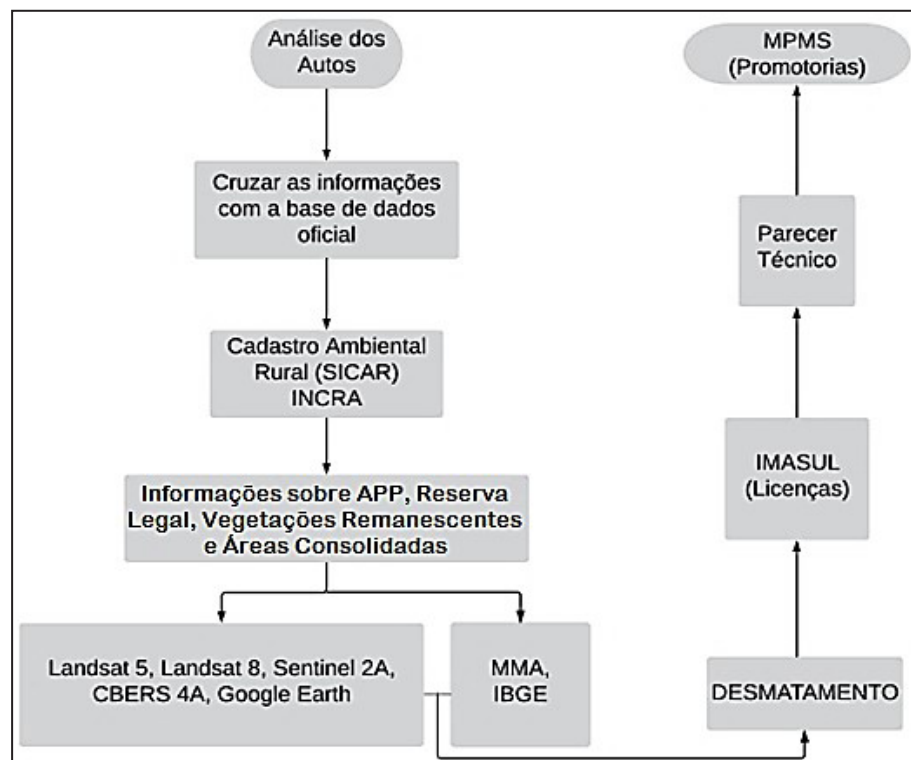 Análise dos
Autos
Cruzar as informações
com a base de dados
oficial
Cadastro Ambiental
Rural (SICAR)
INCRA
Informações sobre APP, Reserva
Legal, Vegetações Remanescentes
e Áreas Consolidadas
Landsat 5, Landsat 8, Sentinel 2A,
CBERS 4A, Google Earth
MMA,
IBGE
DESMATAMENTO
IMASUL
(Licenças)
Parecer
Técnico
MPMS
(Promotorias)